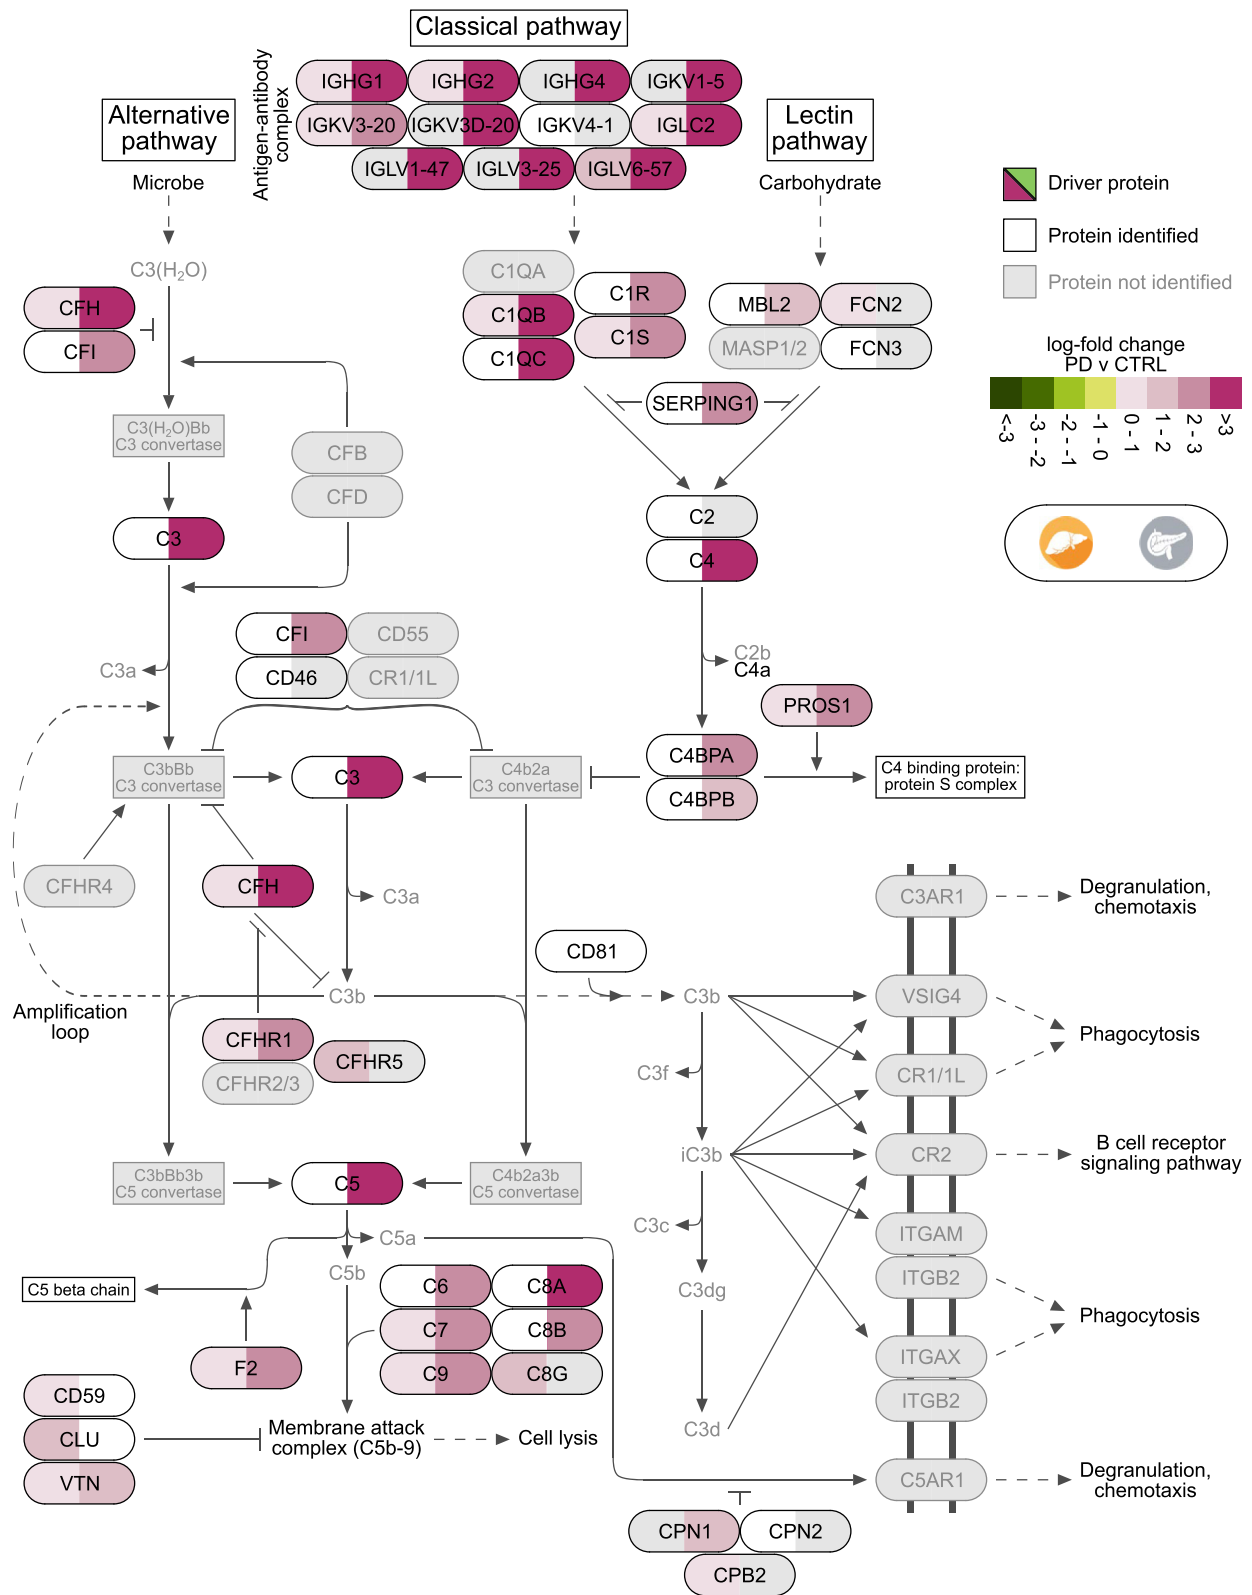 Classical pathway
Antigen-antibody
complex
IGHG1 IGHG2 IGHG4 IGKV1-5
IGKV3-20 IGKV3D-20 IGKV4-1 IGLC2
IGLV1-47 IGLV3-25 IGLV6-57
Alternative
pathway
Microbe
Lectin
pathway
Carbohydrate
Driver protein
Protein identified
Protein not identified
log-fold change
PD v CTRL
<-3
-3 - -2
-2 - -1
-1 - 0
0 - 1
1 - 2
2 - 3
>3
C3(H₂O)
CFH
CFI
C3(H₂O)Bb
C3 convertase
CFB
CFD
C3
C1QA
C1QB
C1QC
C1R
C1S
MBL2 FCN2
MASP1/2 FCN3
SERPING1
C2
C4
C2b
C4a
PROS1
C4BPA
C4BPB
C4 binding protein:
protein S complex
C3a
CFI CD55
CD46 CR1/1L
C3bBb
C3 convertase
C3
C4b2a
C3 convertase
CFHR4
CFH
C3a
C3b
Amplification
loop
CFHR1
CFHR2/3
CFHR5
CD81
C3b
C3f
iC3b
C3c
C3dg
C3d
C3AR1
Degranulation,
chemotaxis
VSIG4
CR1/1L
Phagocytosis
CR2
B cell receptor
signaling pathway
ITGAM
ITGB2
ITGAX
ITGB2
Phagocytosis
C5AR1
Degranulation,
chemotaxis
C3bBb3b
C5 convertase
C5
C4b2a3b
C5 convertase
C5a
C5b
C5 beta chain
F2
C6 C8A
C7 C8B
C9 C8G
CD59
CLU
VTN
Membrane attack
complex (C5b-9)
Cell lysis
CPN1 CPN2
CPB2